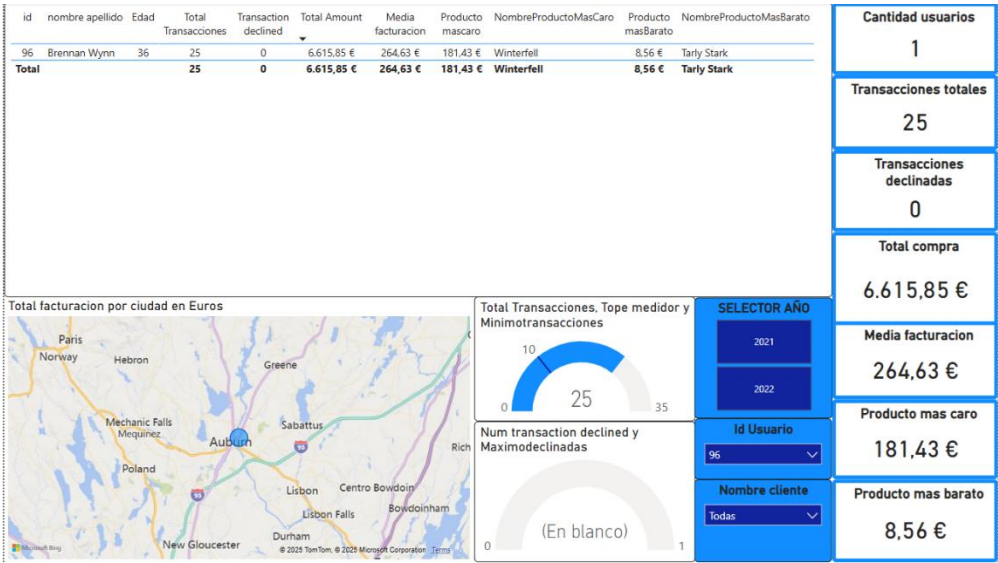 id nombre apellido Edad Total Transacciones Transaction declined Total Amount Media facturacion Producto mascaro NombreProductoMasCaro Producto masBarato NombreProductoMasBarato
96 Brennan Wynn 36 25 0 6.615,85 € 264,63 € 181,43 € Winterfell 8,56 € Tarly Stark
Total 25 0 6.615,85 € 264,63 € 181,43 € Winterfell 8,56 € Tarly Stark
Cantidad usuarios
1
Transacciones totales
25
Transacciones
declinadas
0
Total compra
6.615,85 €
Media facturacion
264,63 €
Producto mas caro
181,43 €
Producto mas barato
8,56 €
Total facturacion por ciudad en Euros
Paris
Norway
Hebron
Greene
Mechanic Falls
Mequinez
Auburn
Sabattus
95
Rich
Poland
95
Lisbon
Centro Bowdoin
Lisbon Falls
Bowdoinham
Durham
New Gloucester
Microsoft Bing
© 2025 TomTom, © 2025 Microsoft Corporation Terms
Total Transacciones, Tope medidor y
Minimotransacciones
10
25
0
35
Num transaction declined y
Maximodeclinadas
(En blanco)
0
1
SELECTOR AÑO
2021
2022
Id Usuario
96
Nombre cliente
Todas